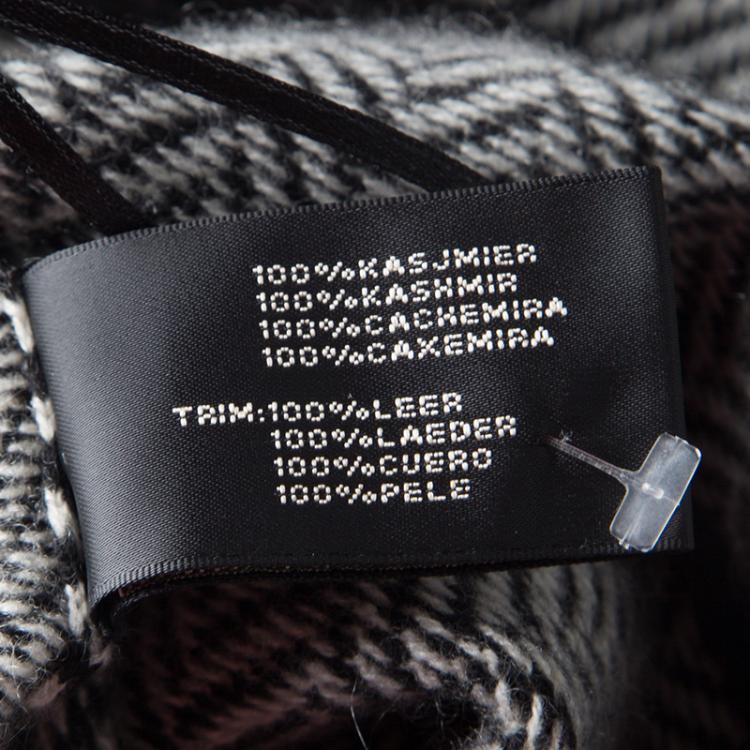 100%KASJMIER
100%KASHMIR
100%CACHEMIRA
100%CAXEMIRA
TRIM:100%LEER
100%LAEDER
100%CUERO
100%PELE